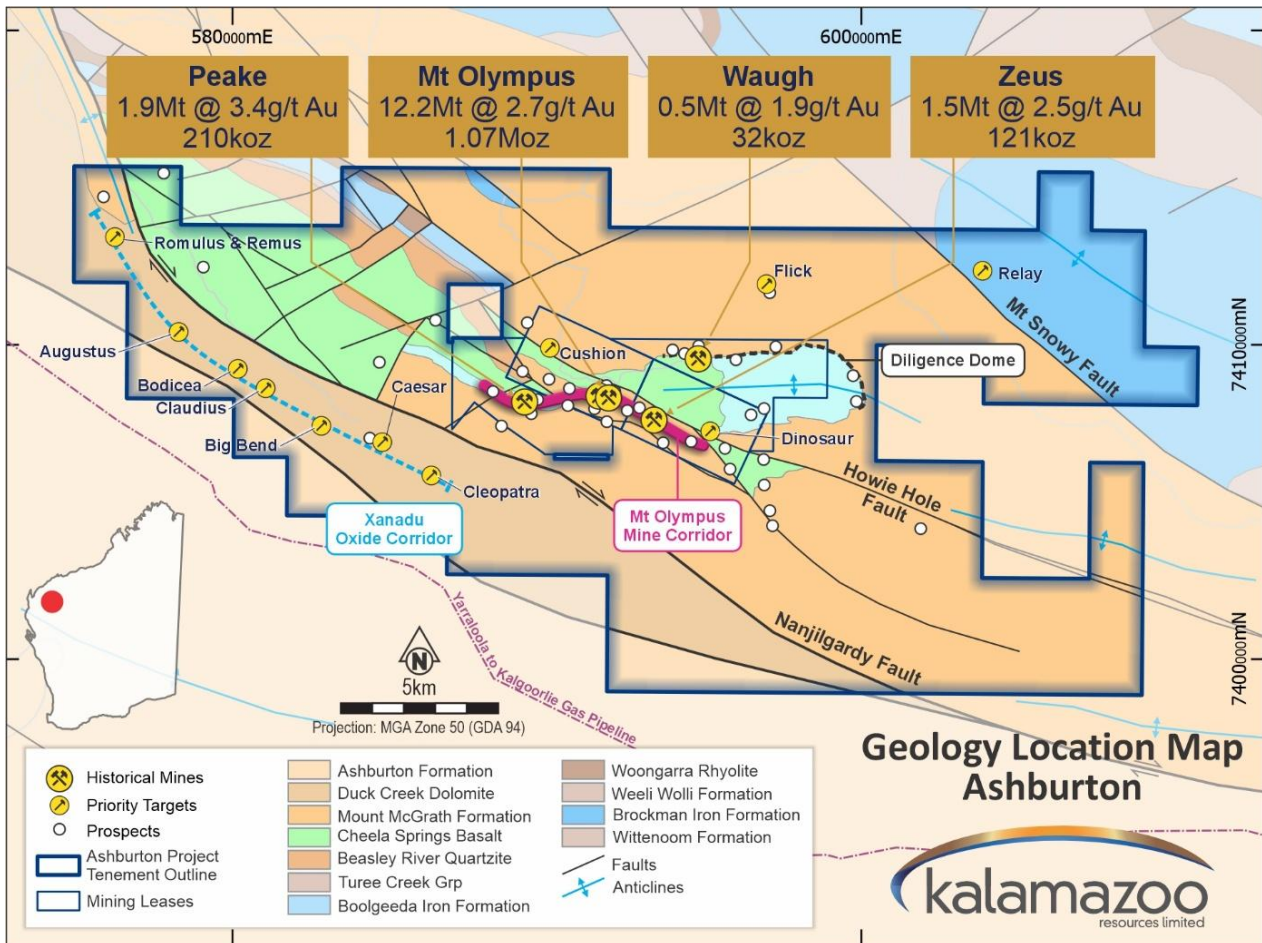 580000mE
600000mE
Peake
1.9Mt @ 3.4g/t Au
210koz
Mt Olympus
12.2Mt @ 2.7g/t Au
1.07Moz
Waugh
0.5Mt @ 1.9g/t Au
32koz
Zeus
1.5Mt @ 2.5g/t Au
121koz
Romulus & Remus
Flick
Relay
Mt Snowy Fault
7410000mN
Augustus
Cushion
Diligence Dome
Bodicea
Caesar
Claudius
Big Bend
Dinosaur
Cleopatra
Howie Hole
Fault
Xanadu
Oxide Corridor
Mt Olympus
Mine Corridor
Nanjilgardy Fault
7400000mN
Yarraloola to Kalgoorlie Gas Pipeline
N
5km
Projection: MGA Zone 50 (GDA 94)
Geology Location Map
Ashburton
Historical Mines
Priority Targets
Prospects
Ashburton Project
Tenement Outline
Mining Leases
Ashburton Formation
Duck Creek Dolomite
Mount McGrath Formation
Cheela Springs Basalt
Beasley River Quartzite
Turee Creek Grp
Boolgeeda Iron Formation
Woongarra Rhyolite
Weeli Wolli Formation
Brockman Iron Formation
Wittenoom Formation
Faults
Anticlines
kalamazoo
resources limited